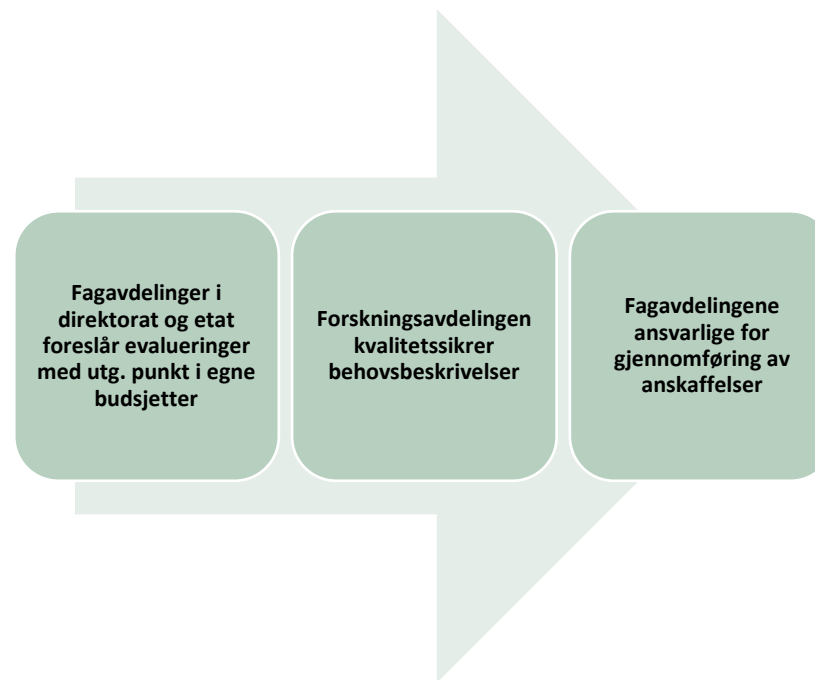 Fagavdelinger i
direktorat og etat
foreslår evalueringer
med utg. punkt i egne
budsjetter
Forskningsavdelingen
kvalitetssikrer
behovsbeskrivelser
Fagavdelingene
ansvarlige for
gjennomføring av
anskaffelser